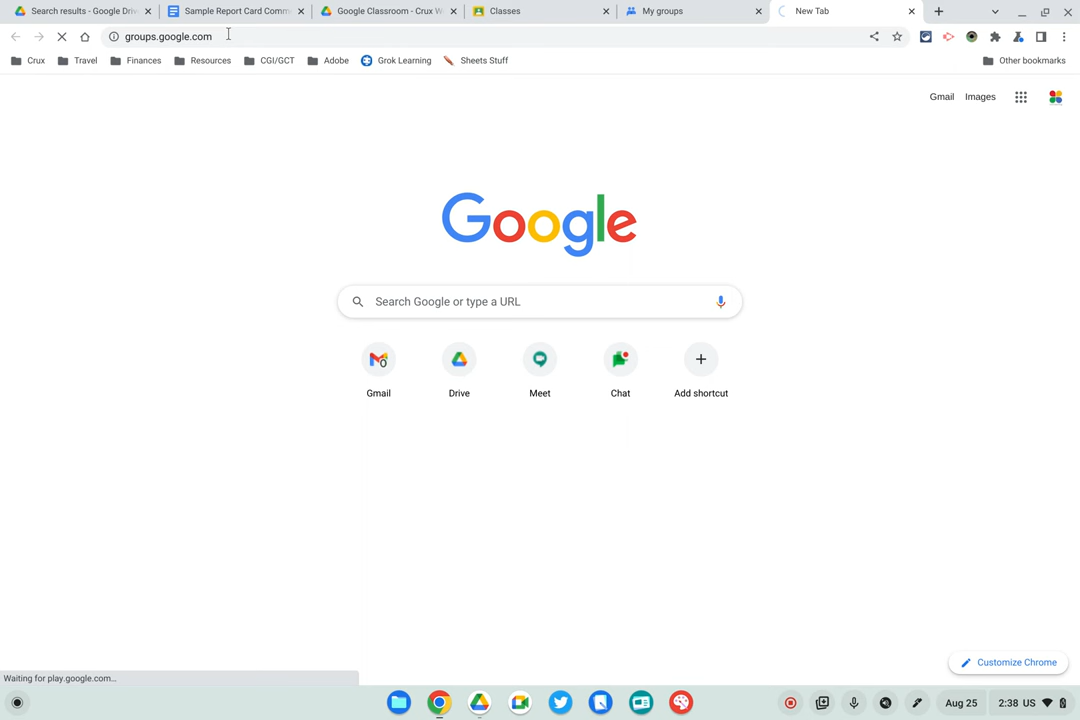 Search results - Google Driv
Sample Report Card Comm
Google Classroom - Crux W
Classes
My groups
New Tab
groups.google.com
Crux
Travel
Finances
Resources
CGI/GCT
Adobe
Grok Learning
Sheets Stuff
Other bookmarks
Gmail
Images
Google
Search Google or type a URL
Gmail
Drive
Meet
Chat
Add shortcut
Customize Chrome
Waiting for play.google.com...
Aug 25
2:38 US